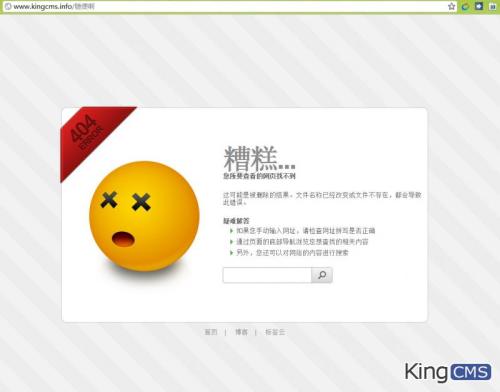 www.kingcms.info/随便啊
404
ERROR
糟糕...
您所要查看的网页找不到
这可能是被删除的结果。文件名称已经改变或文件不存在。都会导致
此错误。
疑难解答
如果您手动输入网址，请检查网址拼写是否正确
通过页面的底部导航浏览您想查找的相关内容
另外，您还可以对网站的内容进行搜索
首页 | 博客 | 标签云
KingCMS